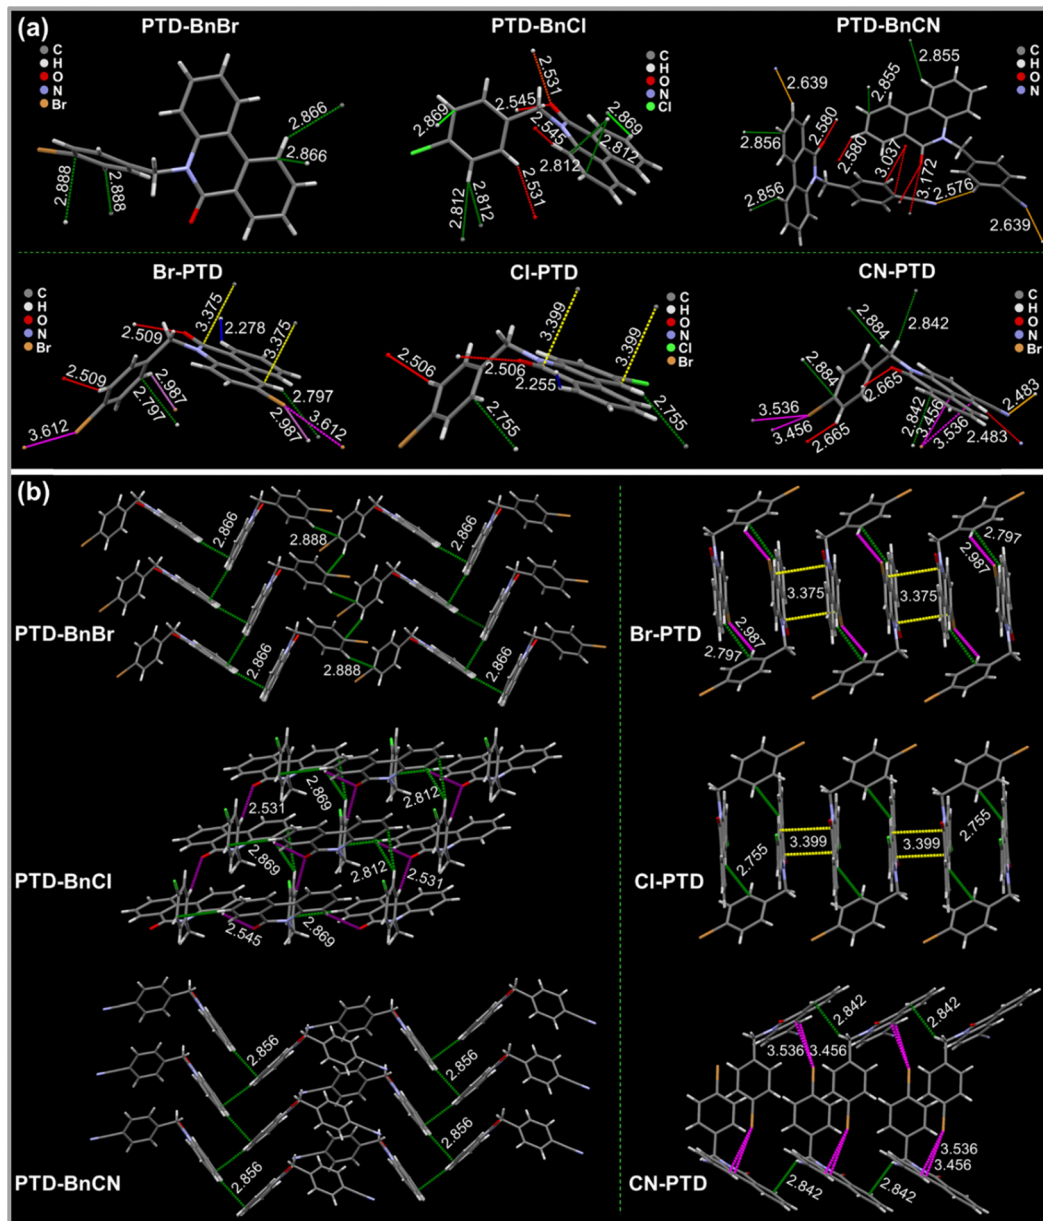 (a)
PTD-BnBr
PTD-BnCl
PTD-BnCN
C
H
O
N
Br
2.866
2.866
2.888
2.888
C
H
O
N
Cl
2.531
2.545
2.869
2.869
2.545
2.812
2.812
2.531
2.812
2.812
C
H
O
N
2.855
2.639
2.855
2.580
2.856
2.580
3.037
3.172
2.576
2.856
2.639
Br-PTD
Cl-PTD
CN-PTD
C
H
O
N
Br
3.375
2.509
2.278
3.375
2.509
2.987
2.797
2.797
3.612
2.987
3.612
C
H
O
N
Cl
Br
3.399
3.399
2.506
2.506
2.255
2.755
2.755
C
H
O
N
Br
2.884
2.842
2.884
2.665
2.483
3.536
3.456
2.665
2.842
3.456
3.536
2.483
(b)
2.866
2.888
2.866
PTD-BnBr
2.866
2.888
2.866
2.797
2.987
3.375
3.375
Br-PTD
2.987
2.797
2.869
2.812
2.531
2.869
2.812
2.531
PTD-BnCl
2.545
2.869
2.755
3.399
3.399
2.755
Cl-PTD
2.856
2.856
2.856
2.856
PTD-BnCN
2.842
2.842
3.536
3.456
3.536
3.456
2.842
2.842
CN-PTD